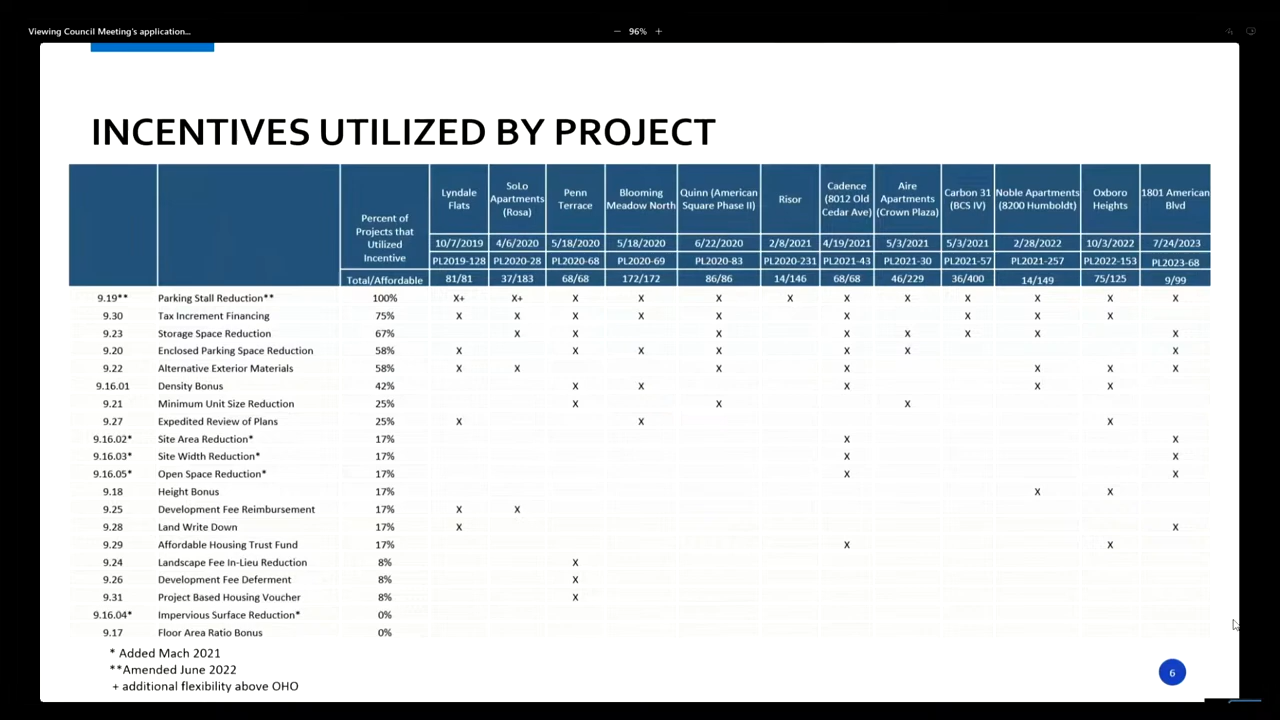 Viewing Council Meeting's application...
− 96% +
INCENTIVES UTILIZED BY PROJECT
Percent of Projects that Utilized Incentive Lyndale Flats SoLo Apartments (Rosa) Penn Terrace Blooming Meadow North Quinn (American Square Phase II) Risor Cadence (8012 Old Cedar Ave) Aire Apartments (Crown Plaza) Carbon 31 (BCS IV) Noble Apartments (8200 Humboldt) Oxboro Heights 1801 American Blvd
10/7/2019 4/6/2020 5/18/2020 5/18/2020 6/22/2020 2/8/2021 4/19/2021 5/3/2021 5/3/2021 2/28/2022 10/3/2022 7/24/2023
PL2019-128 PL2020-28 PL2020-68 PL2020-69 PL2020-83 PL2020-231 PL2021-43 PL2021-30 PL2021-57 PL2021-257 PL2022-153 PL2023-68
Total/Affordable 81/81 37/183 68/68 172/172 86/86 14/146 68/68 46/229 36/400 14/149 75/125 9/99
9.19** Parking Stall Reduction** 100% X+ X+ X X X X X X X X X X
9.30 Tax Increment Financing 75% X X X X X X X X X
9.23 Storage Space Reduction 67% X X X X X X X X
9.20 Enclosed Parking Space Reduction 58% X X X X X X X
9.22 Alternative Exterior Materials 58% X X X X X X X
9.16.01 Density Bonus 42% X X X X X
9.21 Minimum Unit Size Reduction 25% X X X
9.27 Expedited Review of Plans 25% X X X
9.16.02* Site Area Reduction* 17% X X
9.16.03* Site Width Reduction* 17% X X
9.16.05* Open Space Reduction* 17% X X
9.18 Height Bonus 17% X X
9.25 Development Fee Reimbursement 17% X X
9.28 Land Write Down 17% X X
9.29 Affordable Housing Trust Fund 17% X X
9.24 Landscape Fee In-Lieu Reduction 8% X
9.26 Development Fee Deferment 8% X
9.31 Project Based Housing Voucher 8% X
9.16.04* Impervious Surface Reduction* 0%
9.17 Floor Area Ratio Bonus 0%
* Added Mach 2021
**Amended June 2022
+ additional flexibility above OHO
6